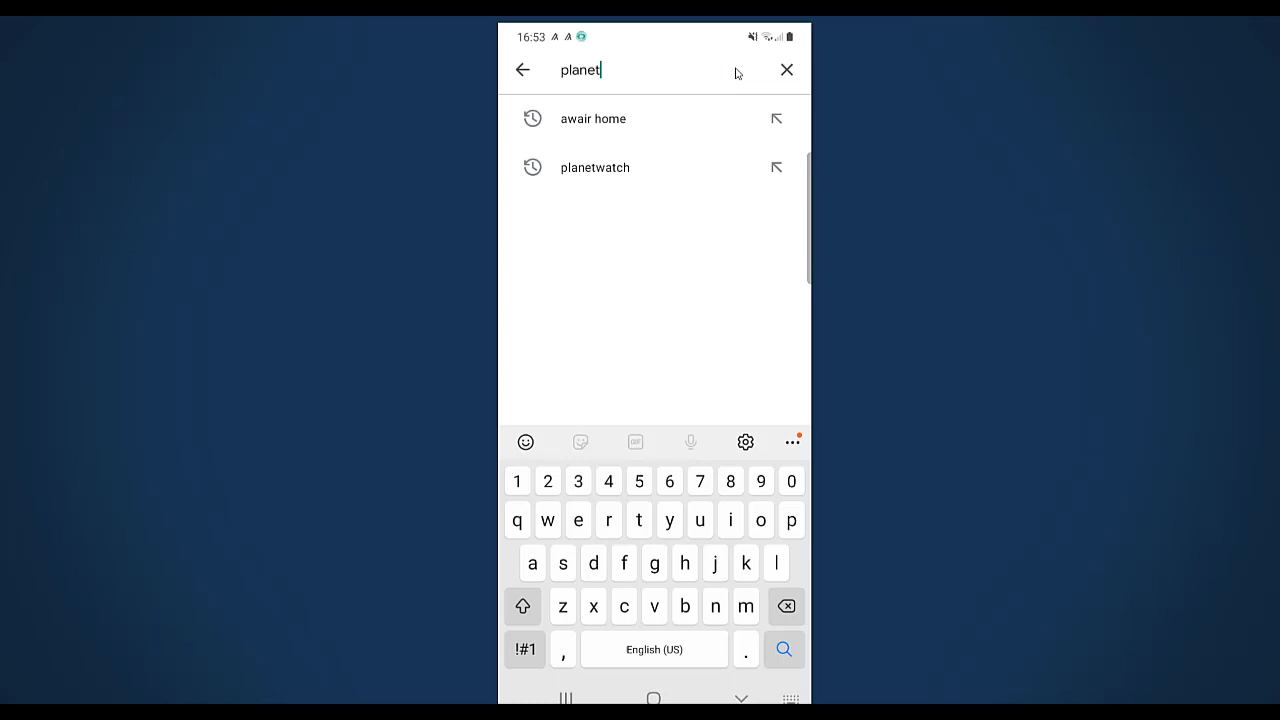 16:53
planet
awair home
planetwatch
GIF
1 2 3 4 5 6 7 8 9 0
q w e r t y u i o p
a s d f g h j k l
z x c v b n m
!#1 , English (US) .